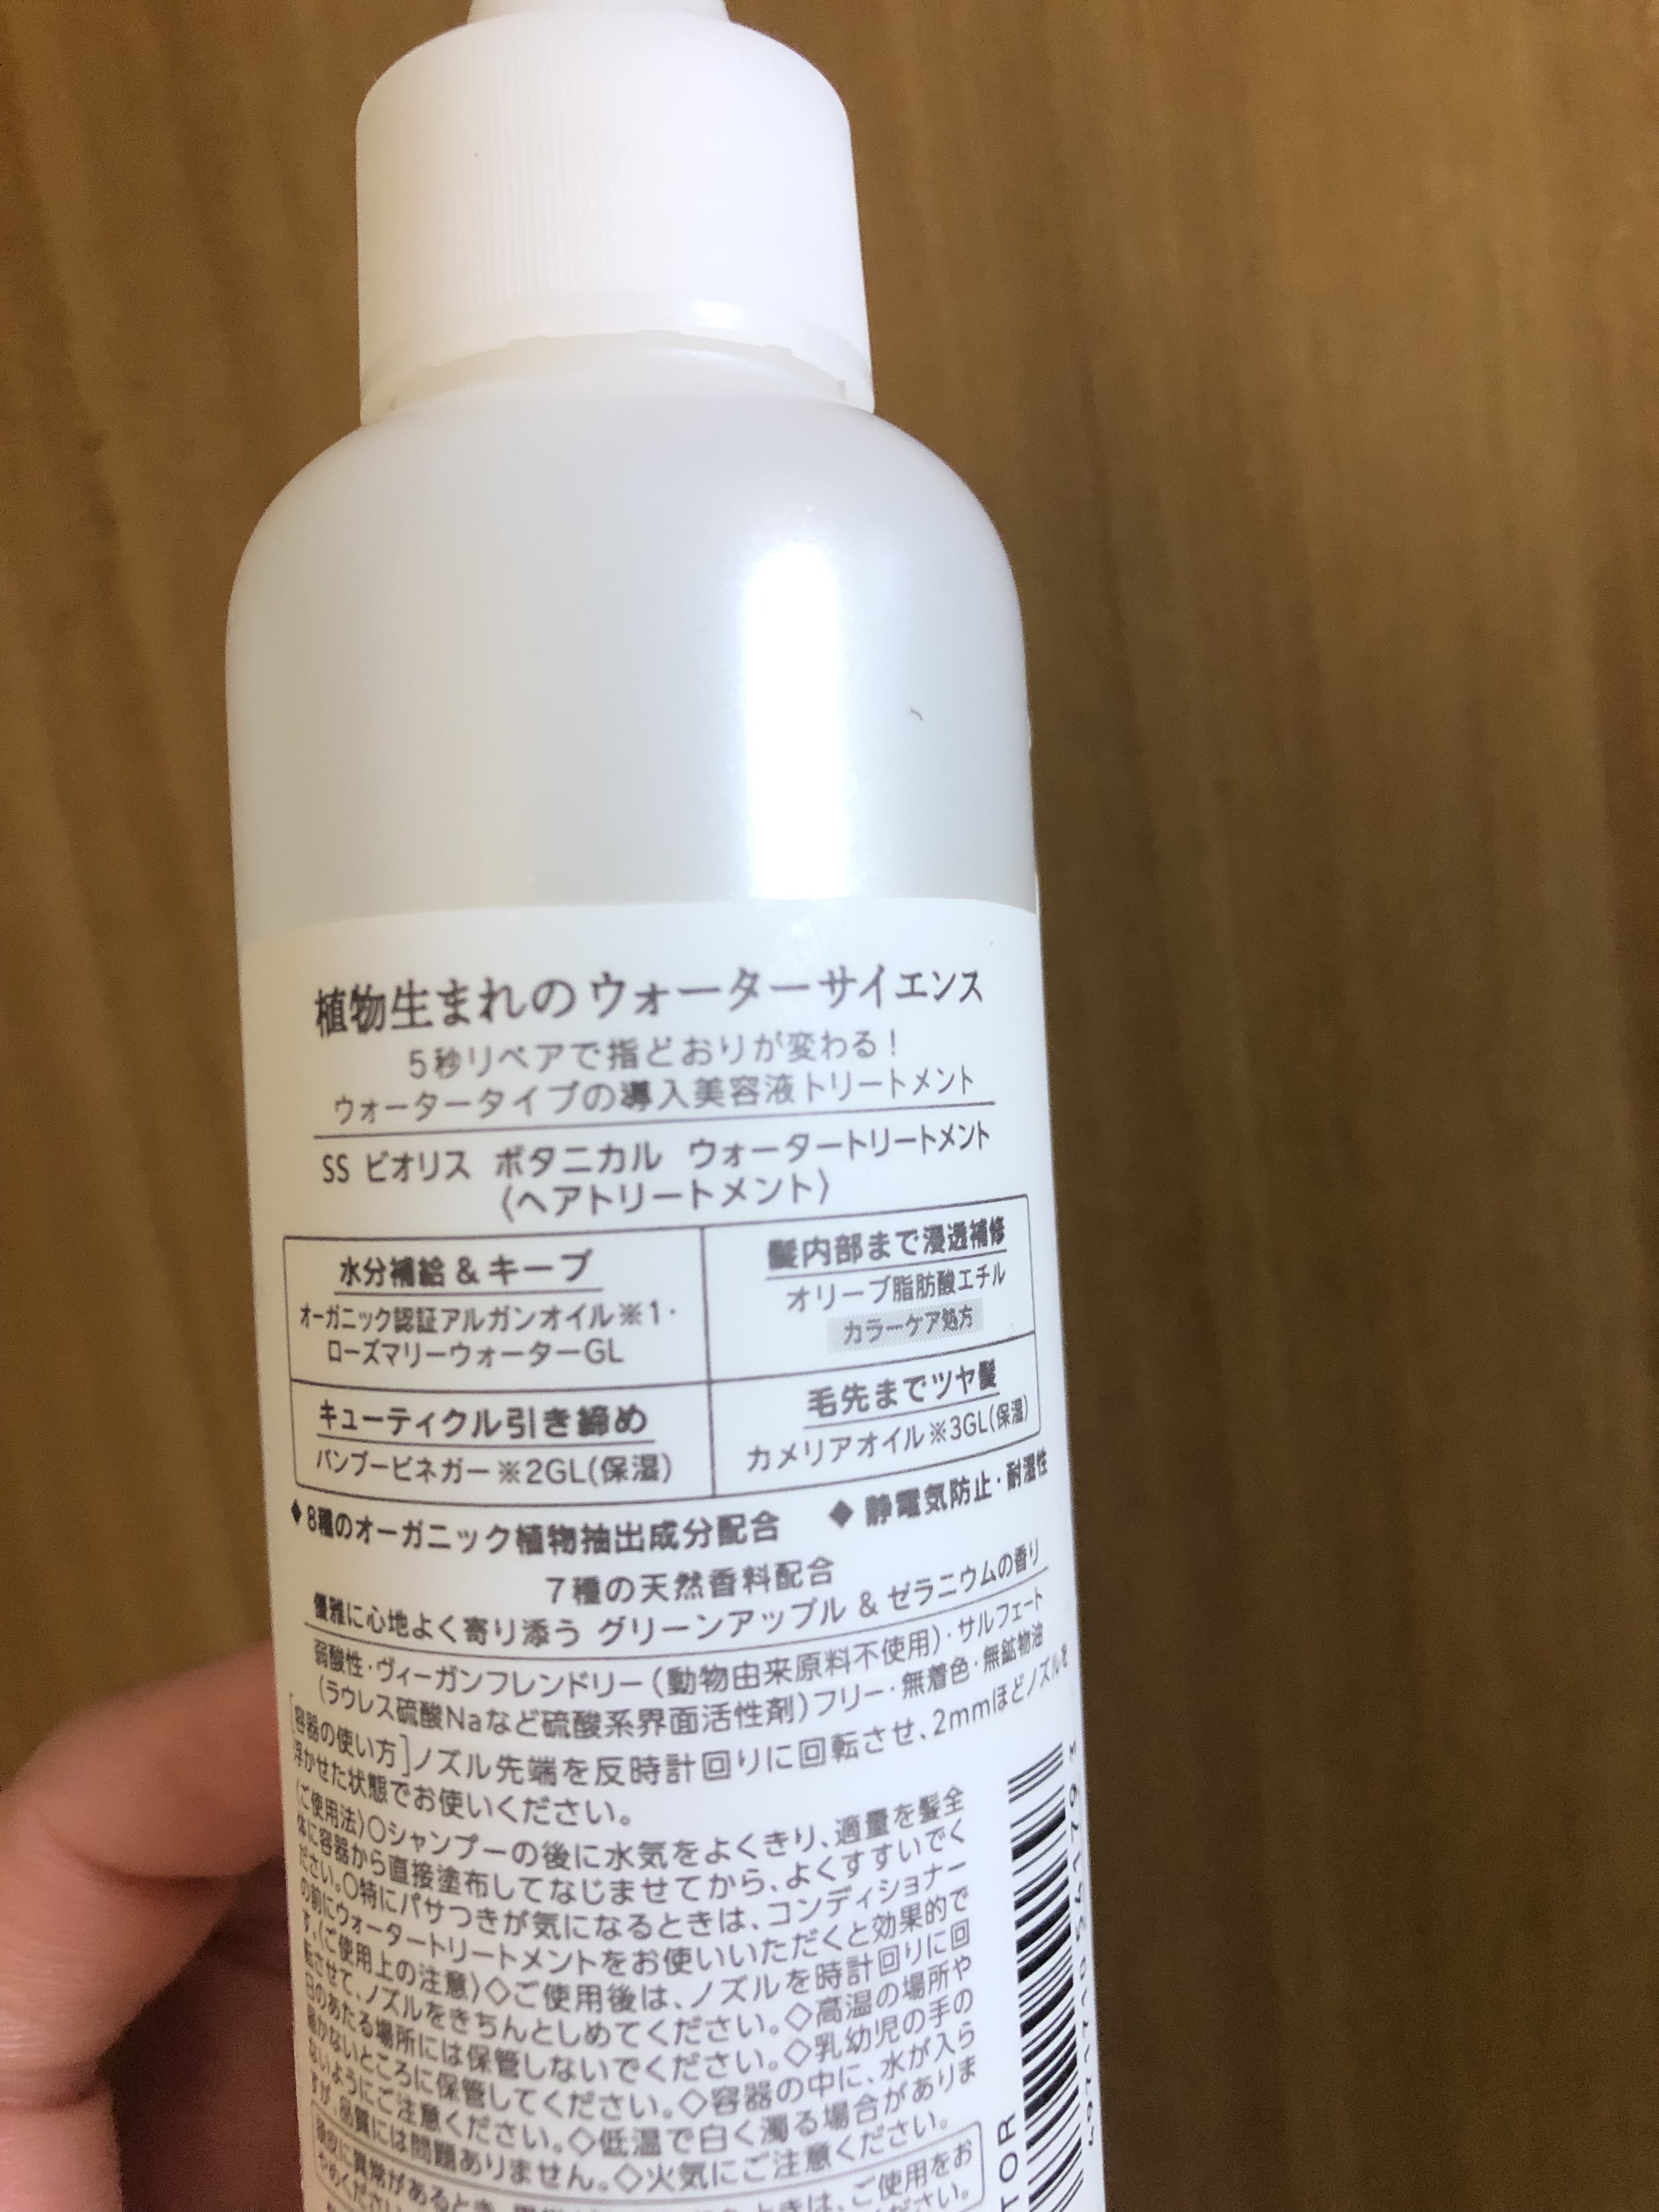 植物生まれのウォーターサイエンス
5秒リペアで指どおりが変わる!
ウォータータイプの導入美容液トリートメント
SS ビオリス ボタニカル ウォータートリートメント
〈ヘアトリートメント〉
水分補給 & キープ
オーガニック認証アルガンオイル※1・
ローズマリーウォーターGL
髪内部まで浸透補修
オリーブ脂肪酸エチル
カラーケア処方
キューティクル引き締め
バンブービネガー※2GL(保湿)
毛先までツヤ髪
カメリアオイル※3GL(保湿)
◆8種のオーガニック植物抽出成分配合 ◆静電気防止・耐湿性
7種の天然香料配合
優雅に心地よく寄り添う グリーンアップル & ゼラニウムの香り
弱酸性・ヴィーガンフレンドリー(動物由来原料不使用)・サルフェート
(ラウレス硫酸Naなど硫酸系界面活性剤)フリー・無着色・無鉱物油
[容器の使い方]ノズル先端を反時計回りに回転させ、2mmほどノズルを
浮かせた状態でお使いください。
〈ご使用法〉○シャンプーの後に水気をよくきり、適量を髪全
体に容器から直接塗布してなじませてから、よくすすいでく
ださい。○特にパサつきが気になるときは、コンディショナー
の前にウォータートリートメントをお使いいただくと効果的で
す。〈ご使用上の注意〉◇ご使用後は、ノズルを時計回りに回
転させて、ノズルをきちんとしめてください。◇高温の場所や
日のあたる場所には保管しないでください。◇乳幼児の手の
届かないところに保管してください。◇容器の中に、水が入ら
ないようにご注意ください。◇低温で白く濁る場合がありま
すが、品質には問題ありません。◇火気にご注意ください。
頭皮に異常があるとき、ときは、ご使用をお
やめください
TOR